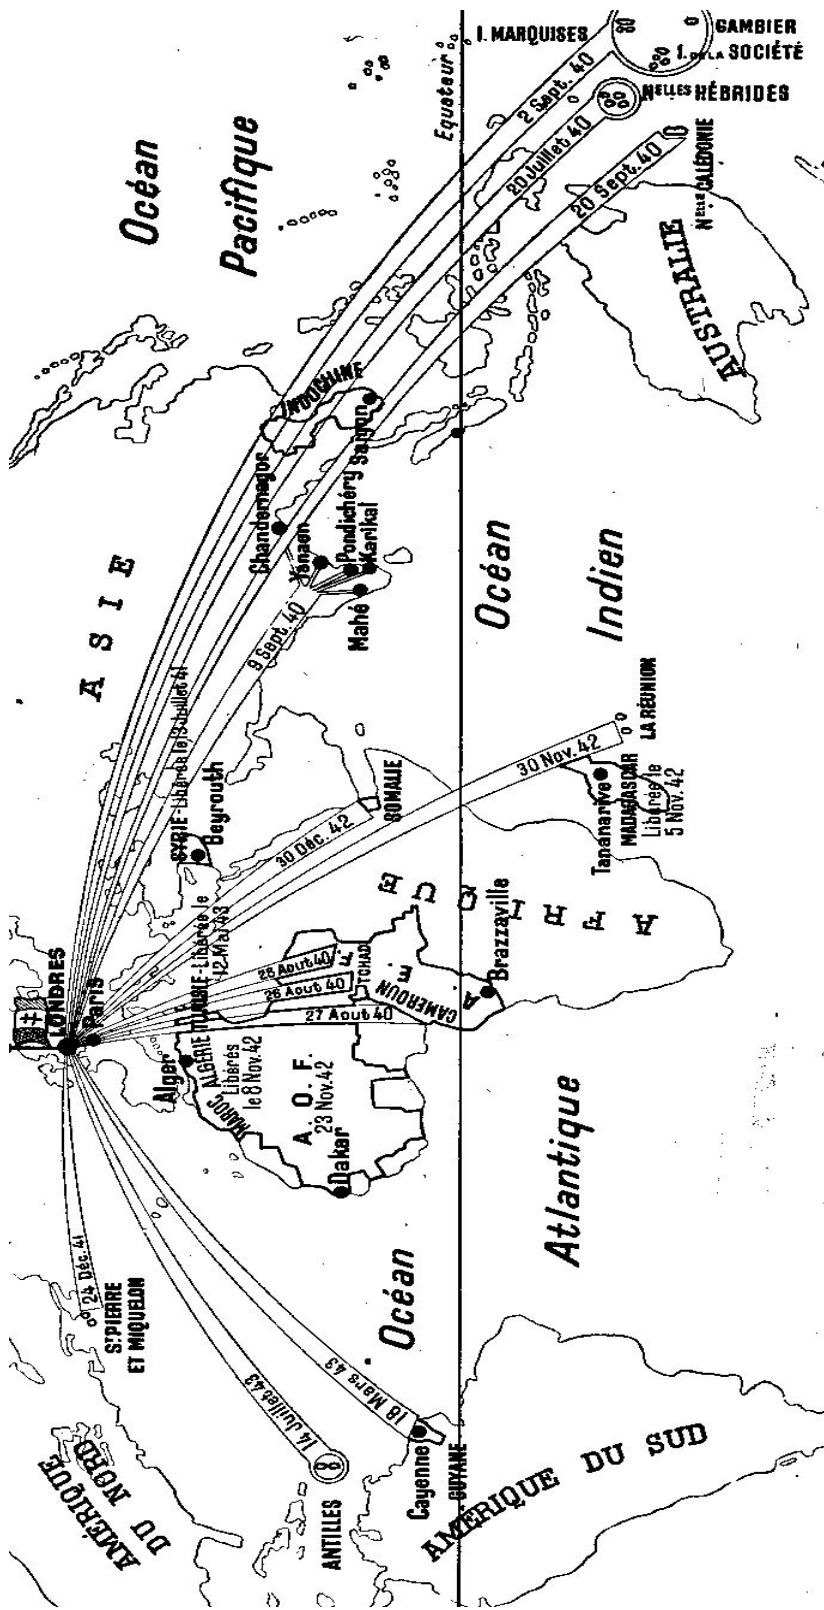 AMÉRIQUE
DU NORD
24 Déc. 41
ST PIERRE
ET MIQUELON
14 Juillet 43
ANTILLES
18 Mars 43
Cayenne
GUYANE
AMÉRIQUE DU SUD
Océan
Atlantique
LONDRES
Paris
Alger
ALGÉRIE
MAROC
Libérés
le 8 Nov. 42
TUNISIE-Libérée le
12 Mai 43
A. O. F.
23 Nov. 42
Dakar
27 Aout 40
26 Aout 40
28 Aout 40
TCHAD
CAMEROUN
A. E. F.
Brazzaville
AFRIQUE
SYRIE-Libérée le 13 Juillet 41
Beyrouth
30 Déc. 42
SOMALIE
30 Nov. 42
LA RÉUNION
Tananarive
MADAGASCAR
Libérée le
5 Nov. 42
ASIE
9 Sept. 40
Chandernagor
Yanaon
Pondichéry
Karikal
Mahé
INDOCHINE
Saïgon
Océan
Indien
Océan
Pacifique
Equateur
2 Sept. 40
20 Juillet 40
20 Sept. 40
I. MARQUISES
GAMBIER
I. DE LA SOCIÉTÉ
NELLES HÉBRIDES
NELLE CALÉDONIE
AUSTRALIE